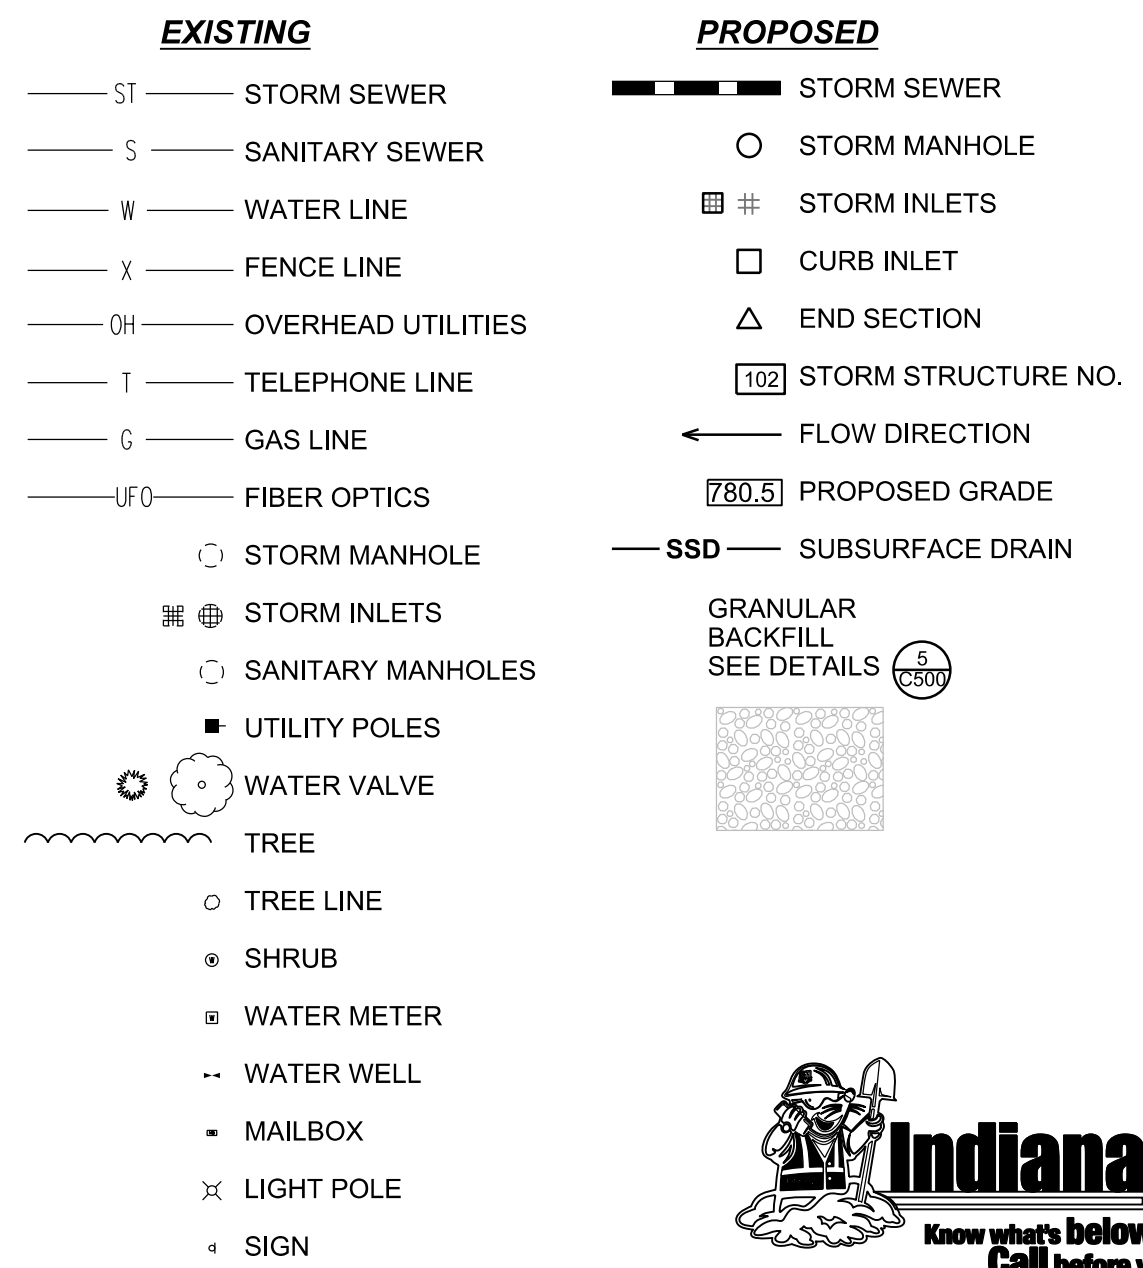 EXISTING
ST STORM SEWER
S SANITARY SEWER
W WATER LINE
X FENCE LINE
OH OVERHEAD UTILITIES
T TELEPHONE LINE
G GAS LINE
UFO FIBER OPTICS
STORM MANHOLE
STORM INLETS
SANITARY MANHOLES
UTILITY POLES
WATER VALVE
TREE
TREE LINE
SHRUB
WATER METER
WATER WELL
MAILBOX
LIGHT POLE
SIGN
PROPOSED
STORM SEWER
STORM MANHOLE
STORM INLETS
CURB INLET
END SECTION
102 STORM STRUCTURE NO.
FLOW DIRECTION
780.5 PROPOSED GRADE
SSD SUBSURFACE DRAIN
GRANULAR
BACKFILL
SEE DETAILS
5
C500
Indiana
Know what's below
Call before